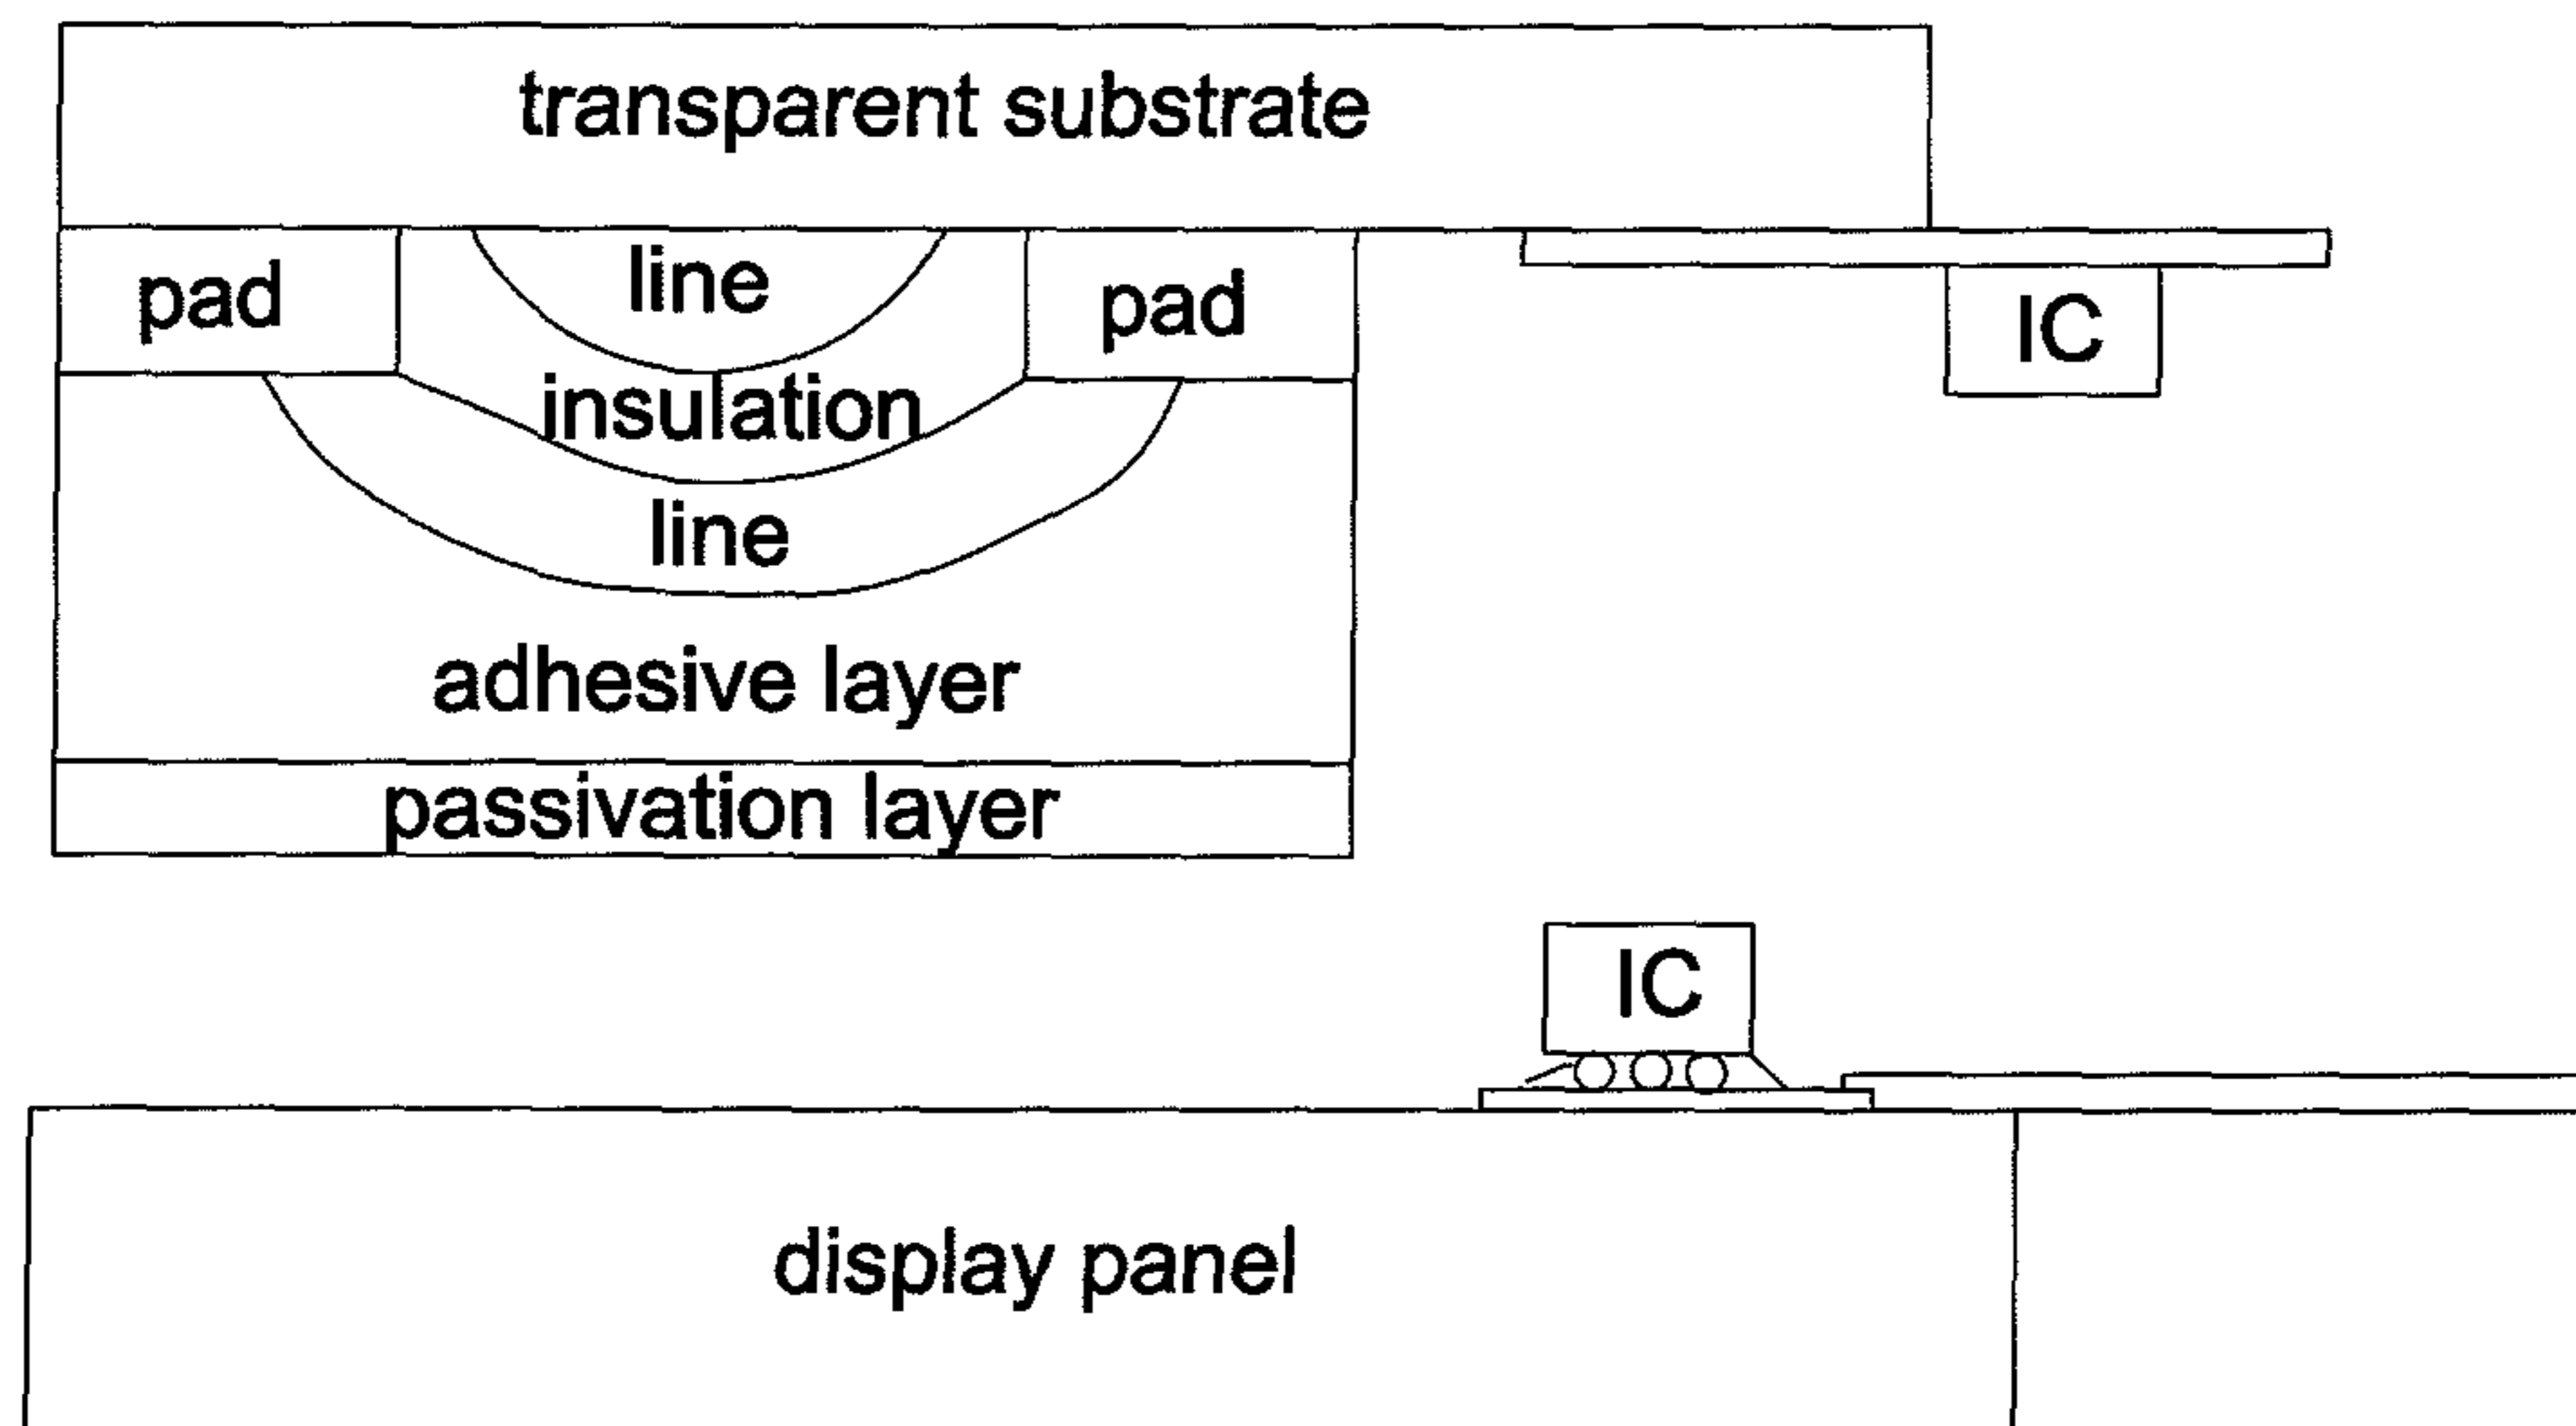 transparent substrate
pad
line
pad
IC
insulation
line
adhesive layer
passivation layer
IC
display panel